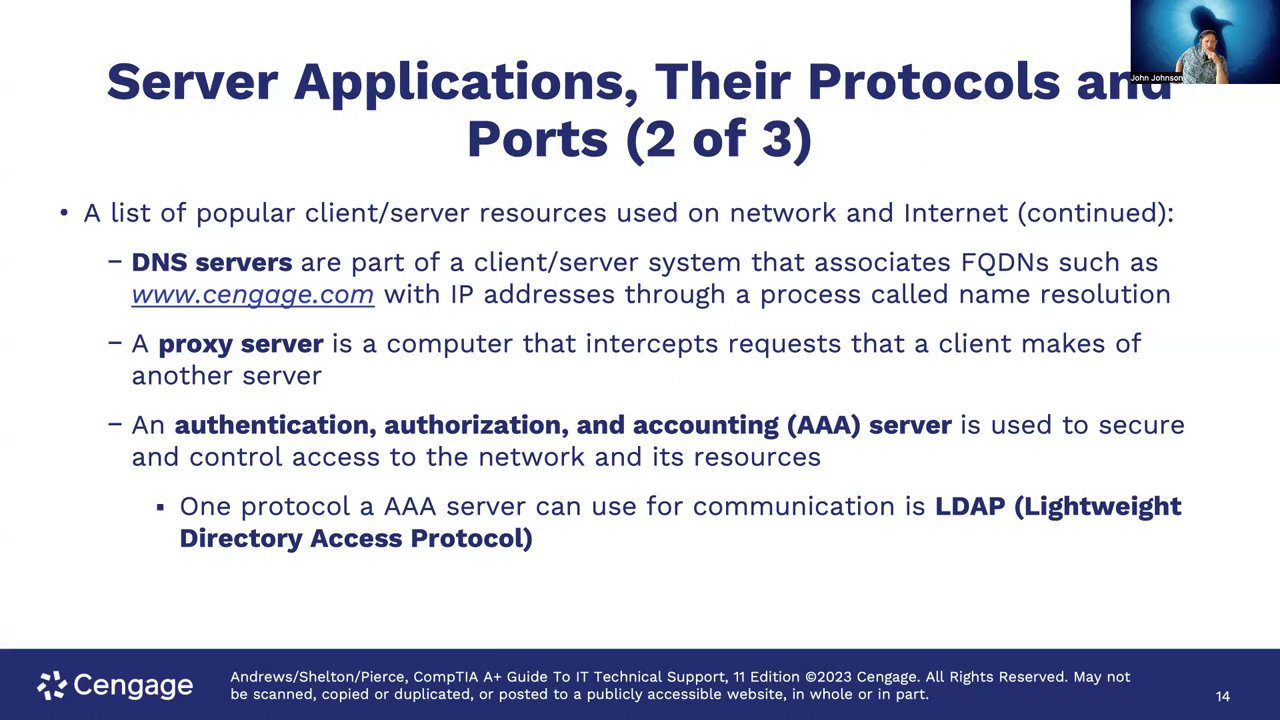 John Johnson
Server Applications, Their Protocols and
Ports (2 of 3)
• A list of popular client/server resources used on network and Internet (continued):
– DNS servers are part of a client/server system that associates FQDNs such as
www.cengage.com with IP addresses through a process called name resolution
– A proxy server is a computer that intercepts requests that a client makes of
another server
– An authentication, authorization, and accounting (AAA) server is used to secure
and control access to the network and its resources
▪ One protocol a AAA server can use for communication is LDAP (Lightweight
Directory Access Protocol)
Cengage
Andrews/Shelton/Pierce, CompTIA A+ Guide To IT Technical Support, 11 Edition ©2023 Cengage. All Rights Reserved. May not
be scanned, copied or duplicated, or posted to a publicly accessible website, in whole or in part.
14